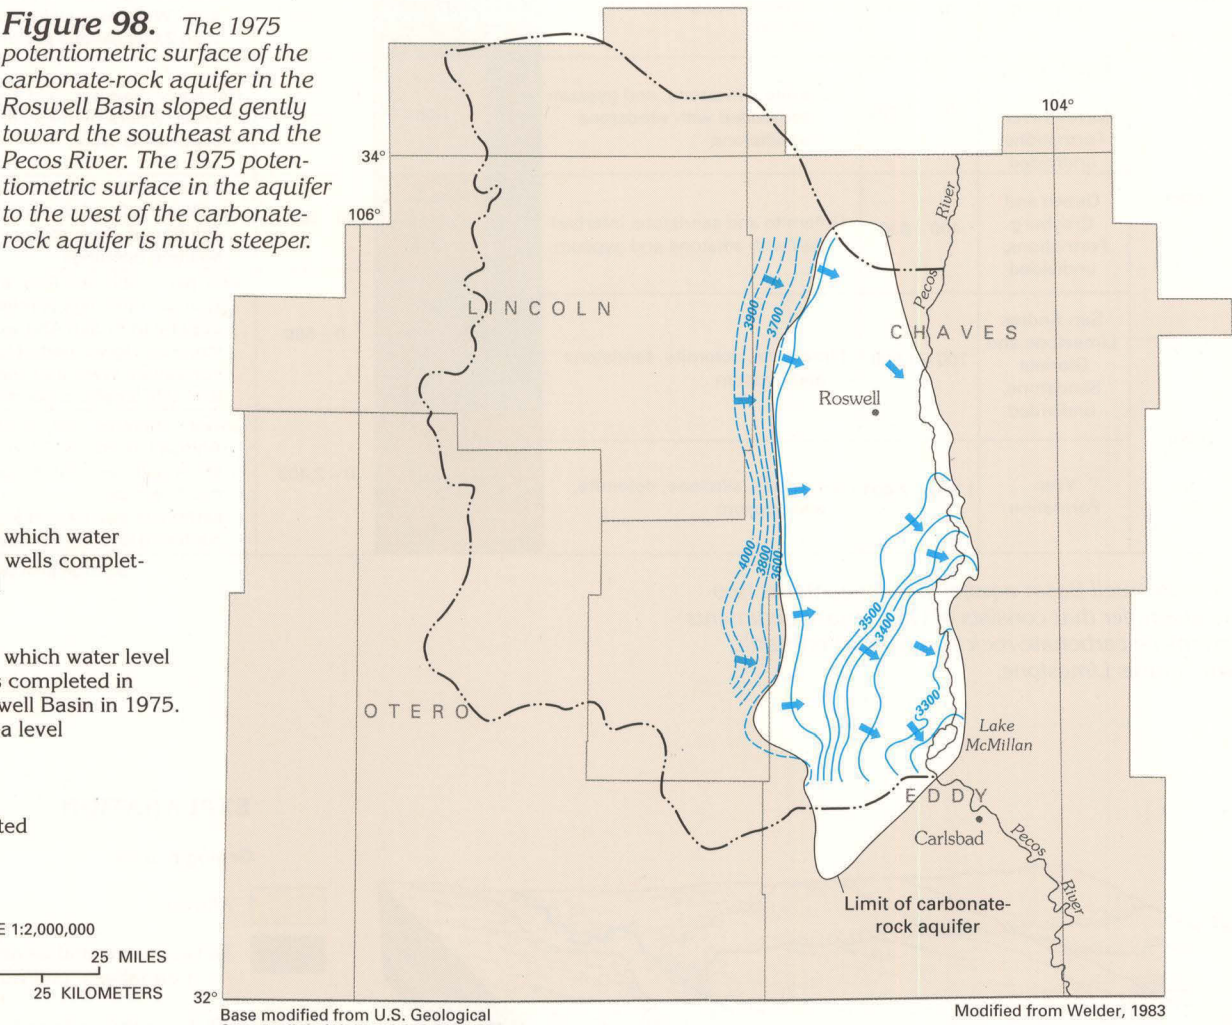 Figure 98. The 1975
potentiometric surface of the
carbonate-rock aquifer in the
Roswell Basin sloped gently
toward the southeast and the
Pecos River. The 1975 poten-
tiometric surface in the aquifer
to the west of the carbonate-
rock aquifer is much steeper.
104°
34°
106°
River
Pecos
LINCOLN
CHAVES
3900
3700
Roswell
which water
wells complet-
4000
3800
3600
3500
3400
which water level
s completed in
well Basin in 1975.
a level
OTERO
3300
Lake
McMillan
EDDY
ted
Carlsbad
Pecos
River
Limit of carbonate-
rock aquifer
E 1:2,000,000
25 MILES
25 KILOMETERS
32°
Base modified from U.S. Geological
Modified from Welder, 1983